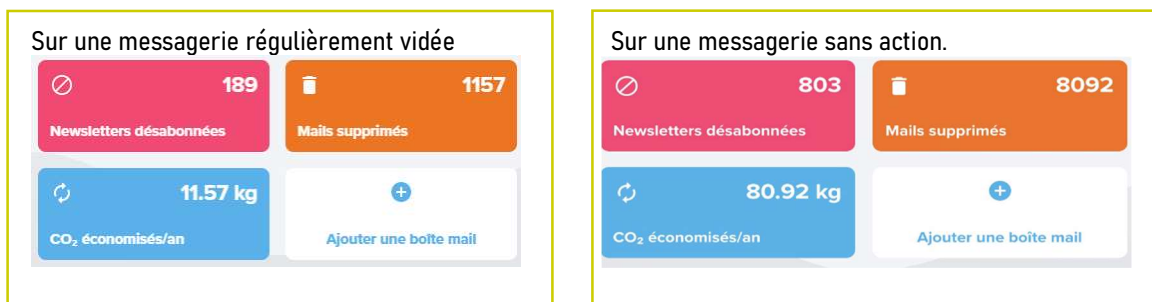 Sur une messagerie régulièrement vidée
189
1157
Newsletters désabonnées
Mails supprimés
11.57 kg
CO₂ économisés/an
Ajouter une boîte mail
Sur une messagerie sans action.
803
8092
Newsletters désabonnées
Mails supprimés
80.92 kg
CO₂ économisés/an
Ajouter une boîte mail